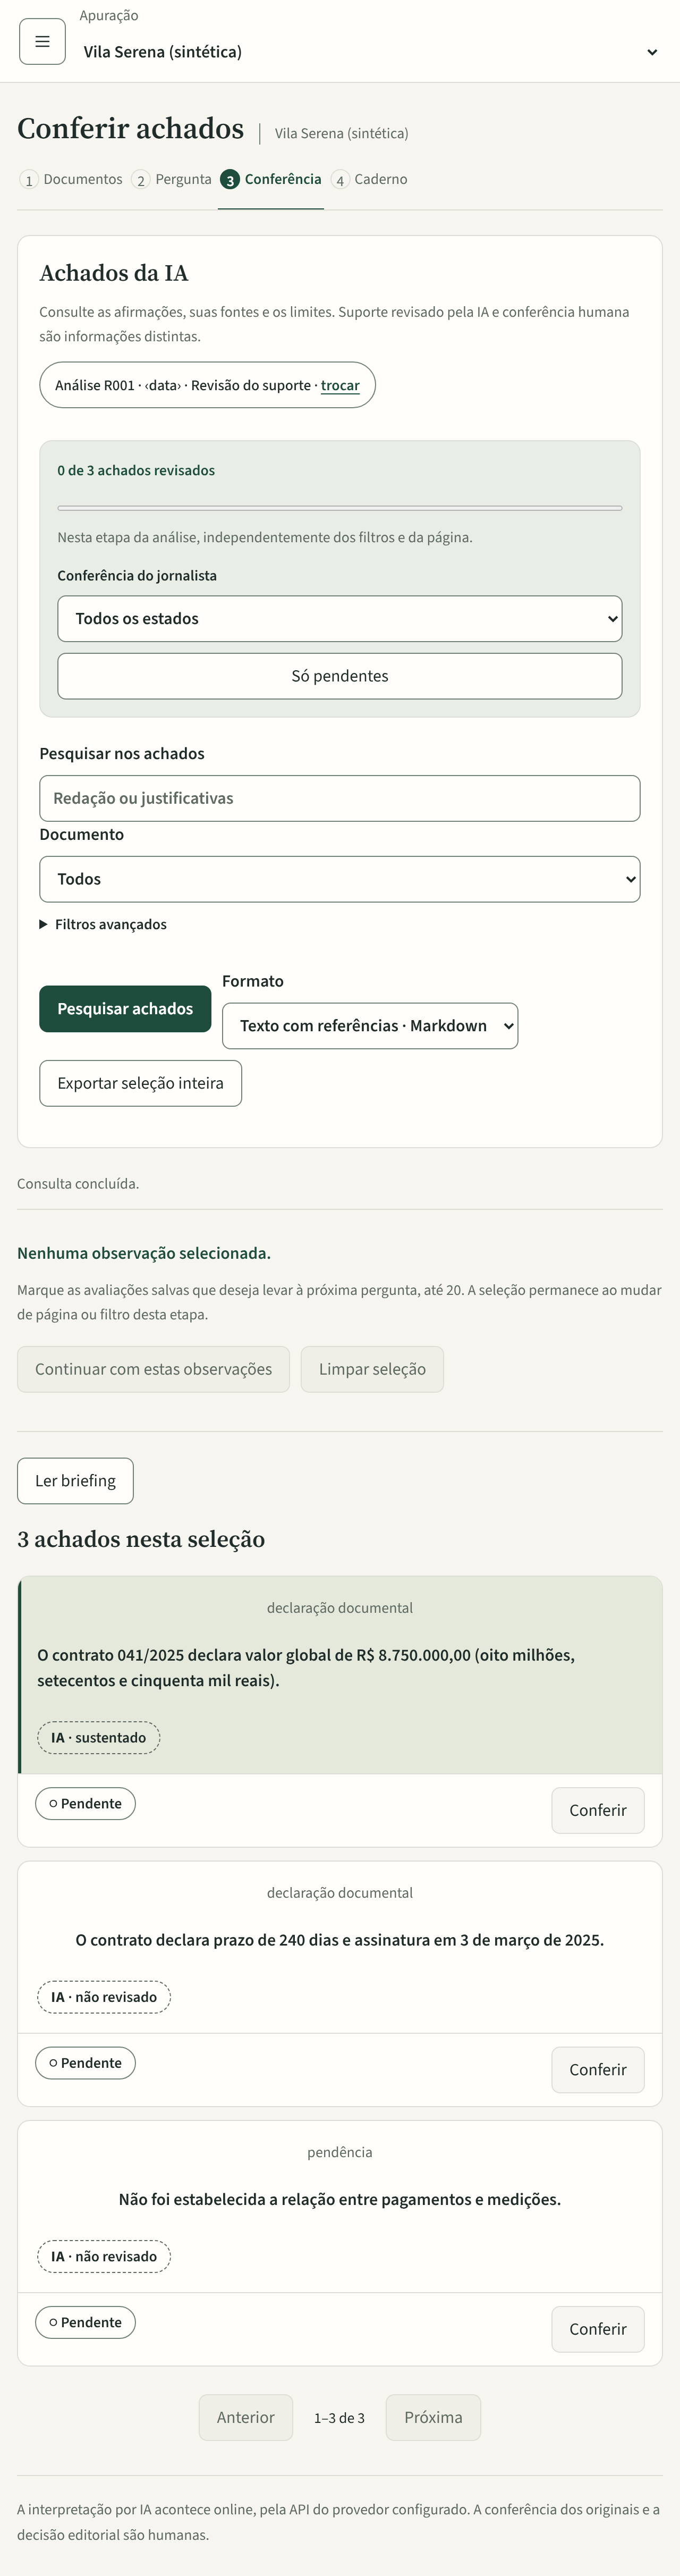 Apuração
Vila Serena (sintética)
Conferir achados
Vila Serena (sintética)
1 Documentos 2 Pergunta 3 Conferência 4 Caderno
Achados da IA
Consulte as afirmações, suas fontes e os limites. Suporte revisado pela IA e conferência humana
são informações distintas.
Análise R001 · ‹data› · Revisão do suporte · trocar
0 de 3 achados revisados
Nesta etapa da análise, independentemente dos filtros e da página.
Conferência do jornalista
Todos os estados
Só pendentes
Pesquisar nos achados
Redação ou justificativas
Documento
Todos
Filtros avançados
Formato
Pesquisar achados
Texto com referências · Markdown
Exportar seleção inteira
Consulta concluída.
Nenhuma observação selecionada.
Marque as avaliações salvas que deseja levar à próxima pergunta, até 20. A seleção permanece ao mudar
de página ou filtro desta etapa.
Continuar com estas observações
Limpar seleção
Ler briefing
3 achados nesta seleção
declaração documental
O contrato 041/2025 declara valor global de R$ 8.750.000,00 (oito milhões,
setecentos e cinquenta mil reais).
IA · sustentado
Pendente
Conferir
declaração documental
O contrato declara prazo de 240 dias e assinatura em 3 de março de 2025.
IA · não revisado
Pendente
Conferir
pendência
Não foi estabelecida a relação entre pagamentos e medições.
IA · não revisado
Pendente
Conferir
Anterior
1–3 de 3
Próxima
A interpretação por IA acontece online, pela API do provedor configurado. A conferência dos originais e a
decisão editorial são humanas.